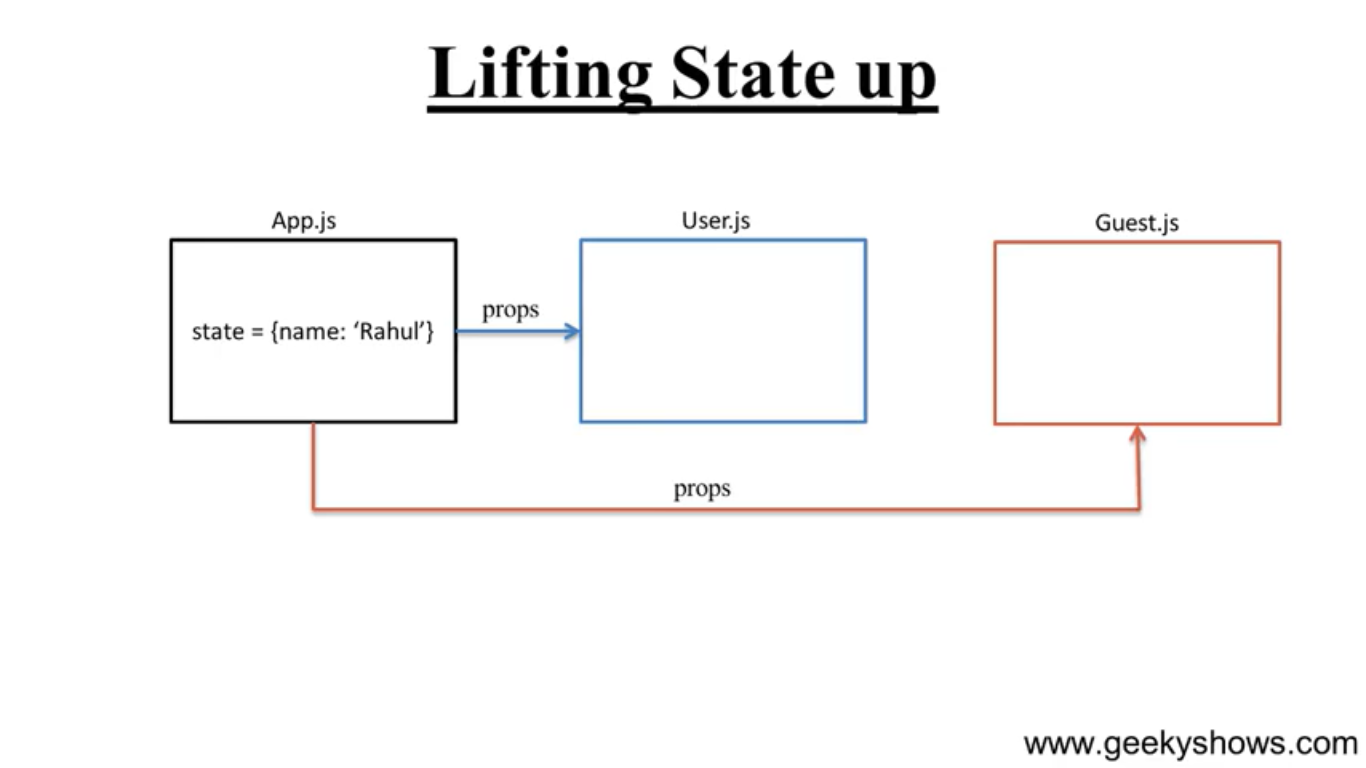 Lifting State up
App.js
User.js
Guest.js
state = {name: ‘Rahul’}
props
props
www.geekyshows.com